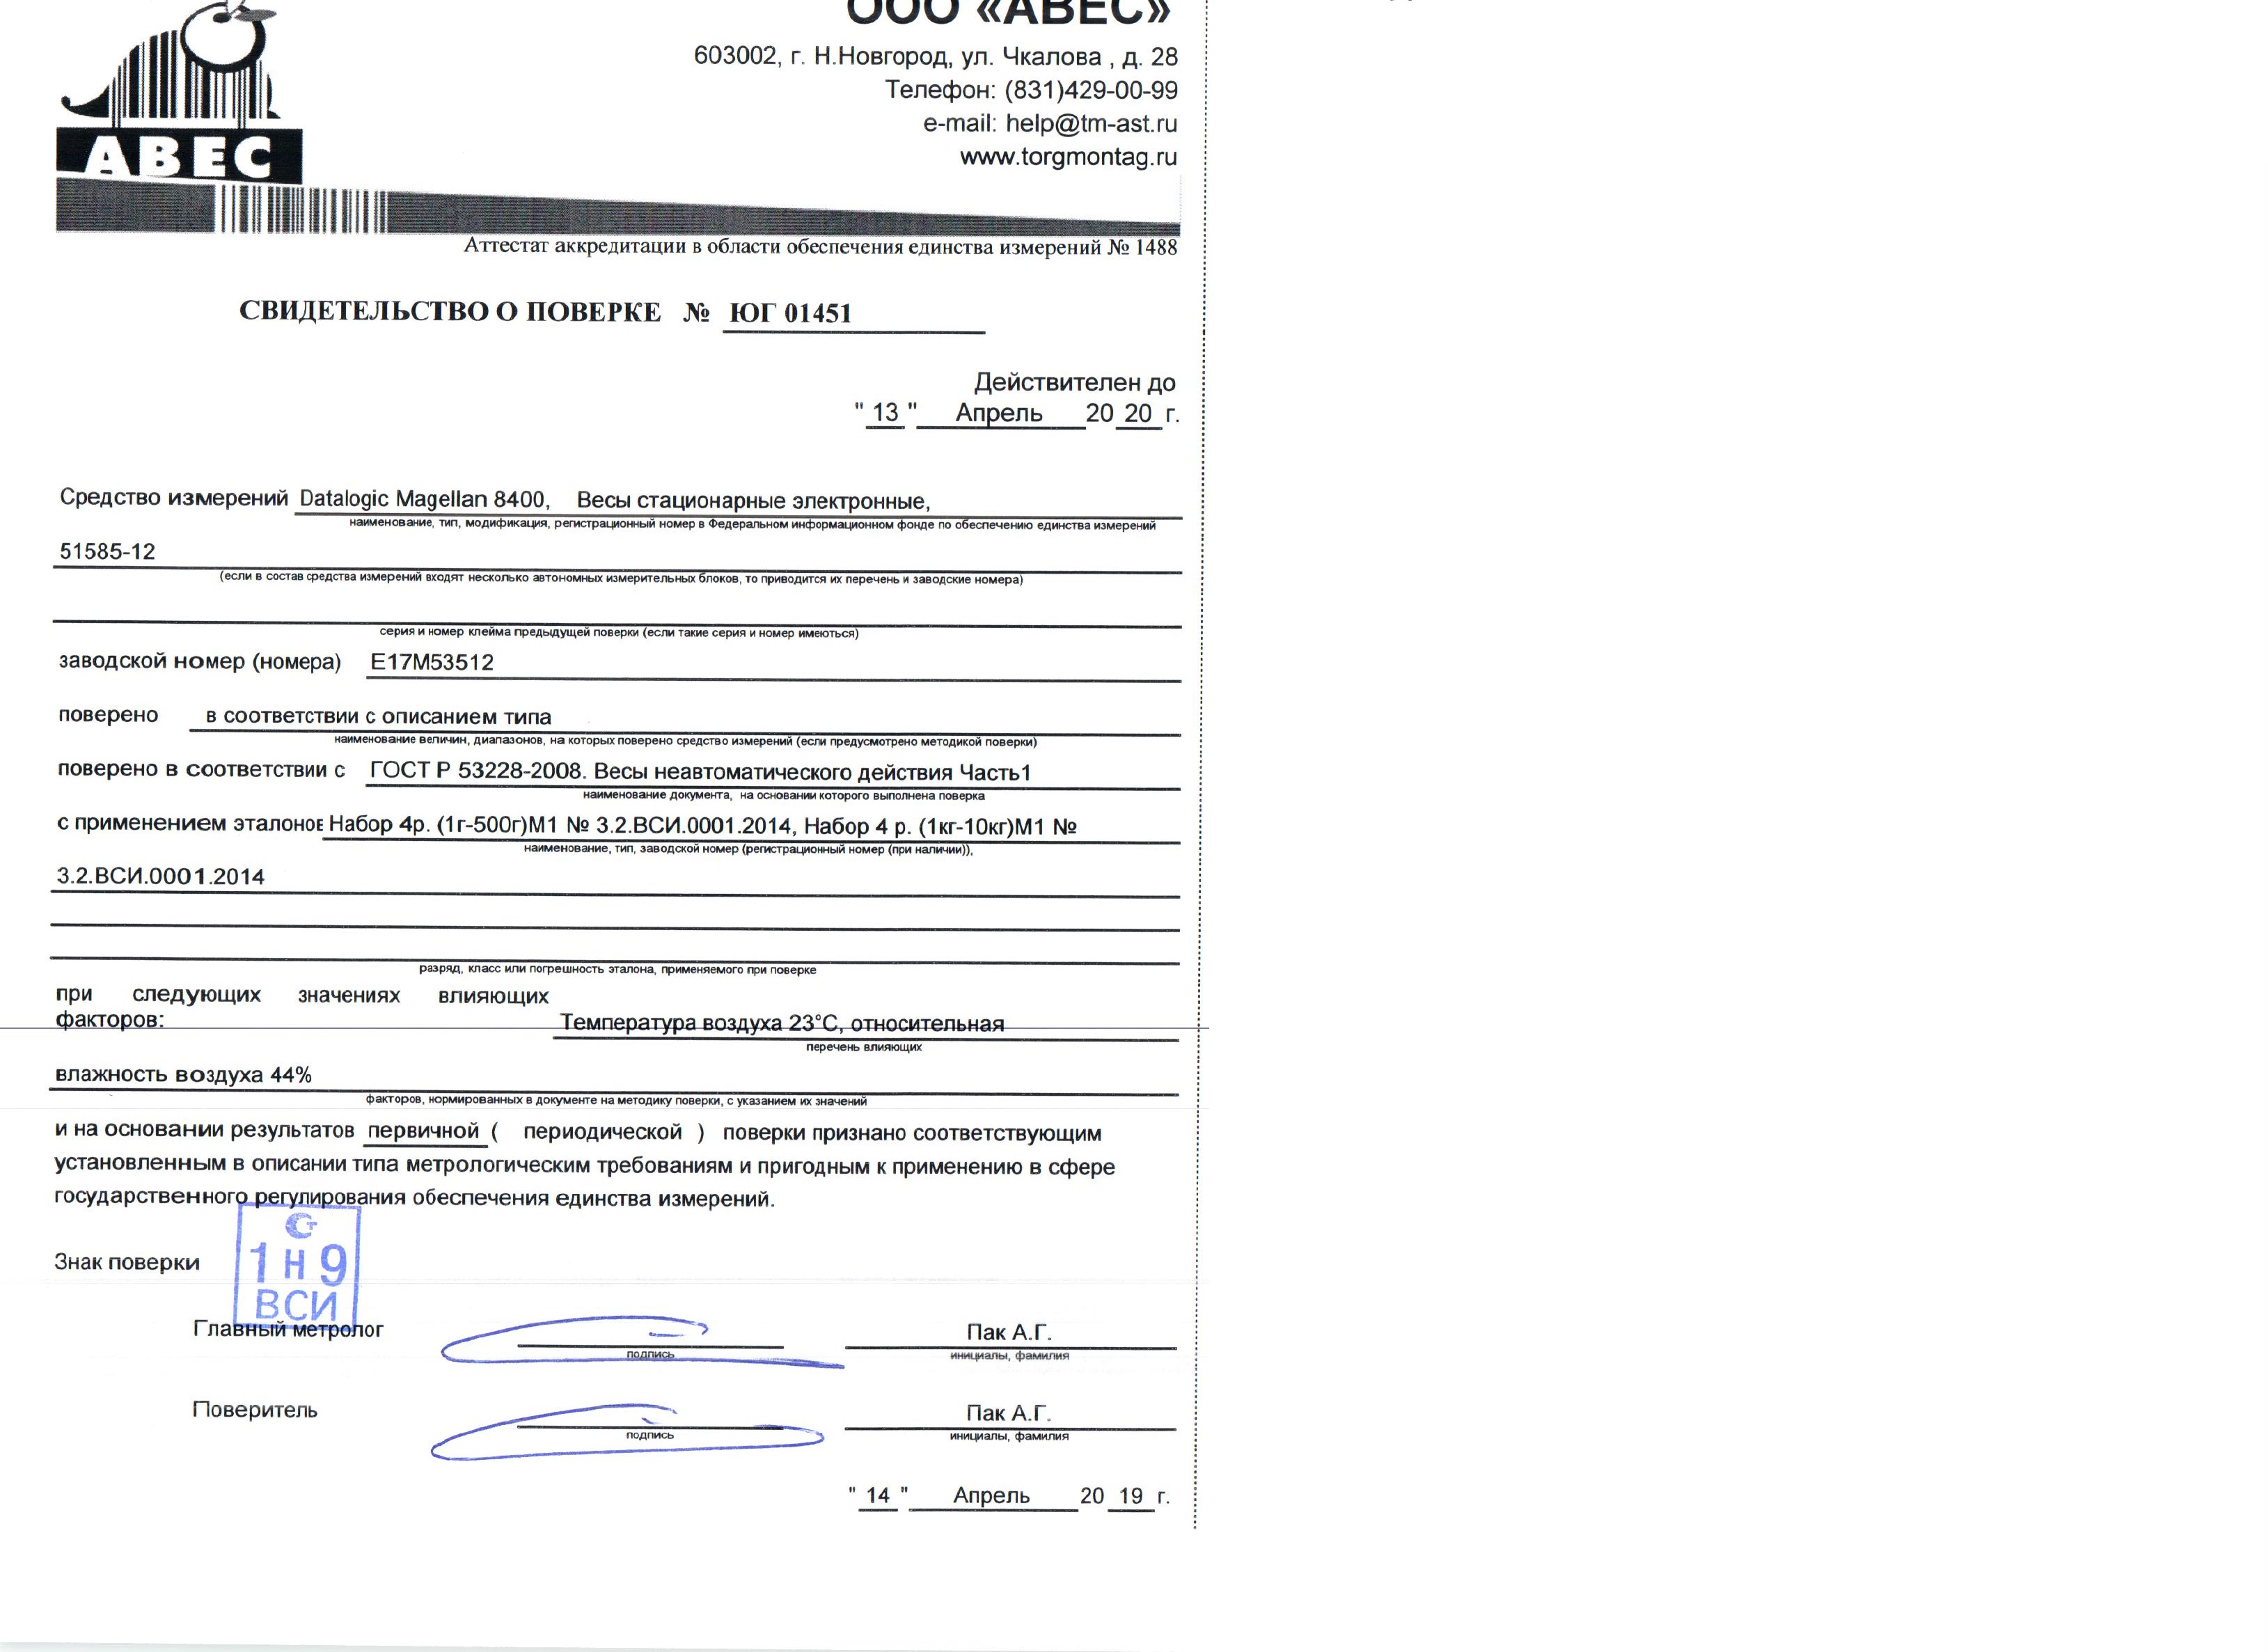 ООО «АВЕС»
603002, г. Н.Новгород, ул. Чкалова , д. 28
Телефон: (831)429-00-99
e-mail: help@tm-ast.ru
www.torgmontag.ru
АВЕС
Аттестат аккредитации в области обеспечения единства измерений № 1488
СВИДЕТЕЛЬСТВО О ПОВЕРКЕ № ЮГ 01451
Действителен до
" 13 " Апрель 20 20 г.
Средство измерений Datalogic Magellan 8400, Весы стационарные электронные,
наименование, тип, модификация, регистрационный номер в Федеральном информационном фонде по обеспечению единства измерений
51585-12
(если в состав средства измерений входят несколько автономных измерительных блоков, то приводится их перечень и заводские номера)
серия и номер клейма предыдущей поверки (если такие серия и номер имеються)
заводской номер (номера) E17M53512
поверено в соответствии с описанием типа
наименование величин, диапазонов, на которых поверено средство измерений (если предусмотрено методикой поверки)
поверено в соответствии с ГОСТ Р 53228-2008. Весы неавтоматического действия Часть1
наименование документа, на основании которого выполнена поверка
с применением эталонов Набор 4р. (1г-500г)М1 № 3.2.ВСИ.0001.2014, Набор 4 р. (1кг-10кг)М1 №
наименование, тип, заводской номер (регистрационный номер (при наличии)),
3.2.ВСИ.0001.2014
разряд, класс или погрешность эталона, применяемого при поверке
при следующих значениях влияющих
факторов: Температура воздуха 23°С, относительная
перечень влияющих
влажность воздуха 44%
факторов, нормированных в документе на методику поверки, с указанием их значений
и на основании результатов первичной ( периодической ) поверки признано соответствующим
установленным в описании типа метрологическим требованиям и пригодным к применению в сфере
государственного регулирования обеспечения единства измерений.
Знак поверки
1 Н 9
ВСИ
Главный метролог Пак А.Г.
подпись инициалы, фамилия
Поверитель Пак А.Г.
подпись инициалы, фамилия
" 14 " Апрель 20 19 г.